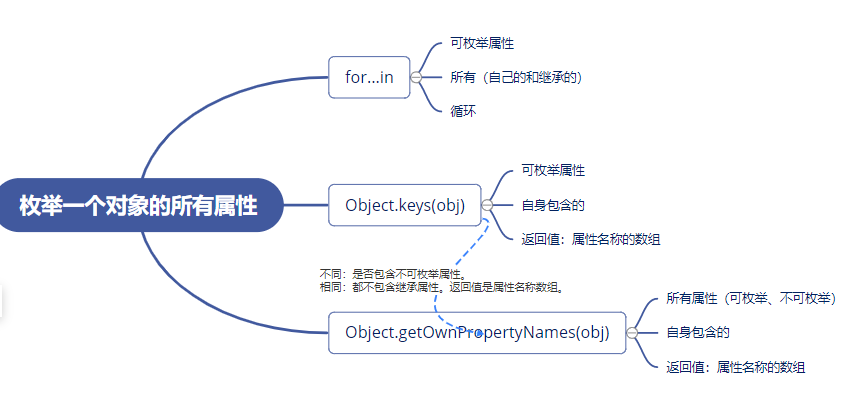 枚举一个对象的所有属性
for...in
可枚举属性
所有（自己的和继承的）
循环
Object.keys(obj)
可枚举属性
自身包含的
返回值：属性名称的数组
不同：是否包含不可枚举属性。
相同：都不包含继承属性。返回值是属性名称数组。
Object.getOwnPropertyNames(obj)
所有属性（可枚举、不可枚举）
自身包含的
返回值：属性名称的数组